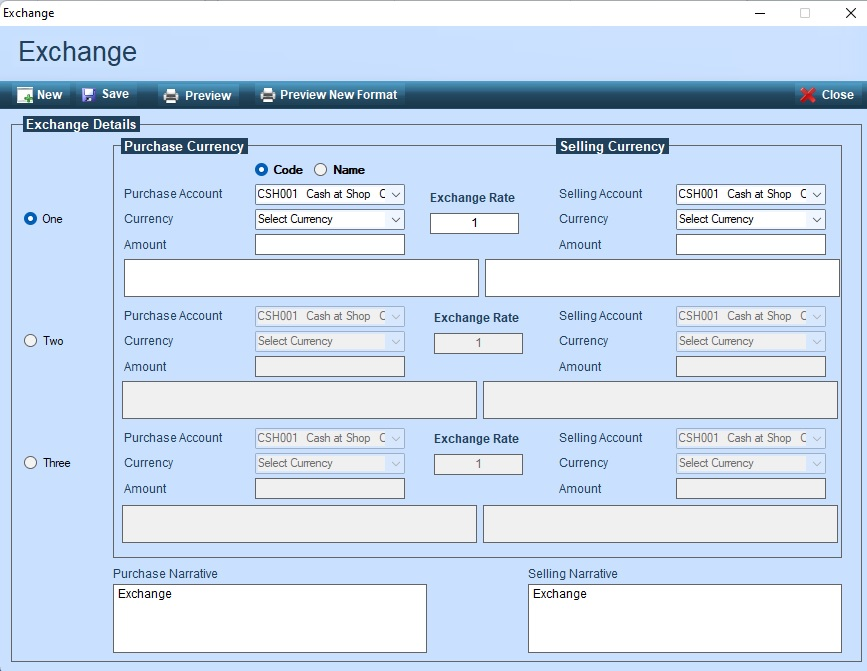 Exchange
Exchange
New Save Preview Preview New Format Close
Exchange Details
Purchase Currency Selling Currency
Code Name
Purchase Account CSH001 Cash at Shop C Exchange Rate Selling Account CSH001 Cash at Shop C
One Currency Select Currency 1 Currency Select Currency
Amount Amount
Purchase Account CSH001 Cash at Shop C Exchange Rate Selling Account CSH001 Cash at Shop C
Two Currency Select Currency 1 Currency Select Currency
Amount Amount
Purchase Account CSH001 Cash at Shop C Exchange Rate Selling Account CSH001 Cash at Shop C
Three Currency Select Currency 1 Currency Select Currency
Amount Amount
Purchase Narrative Selling Narrative
Exchange Exchange